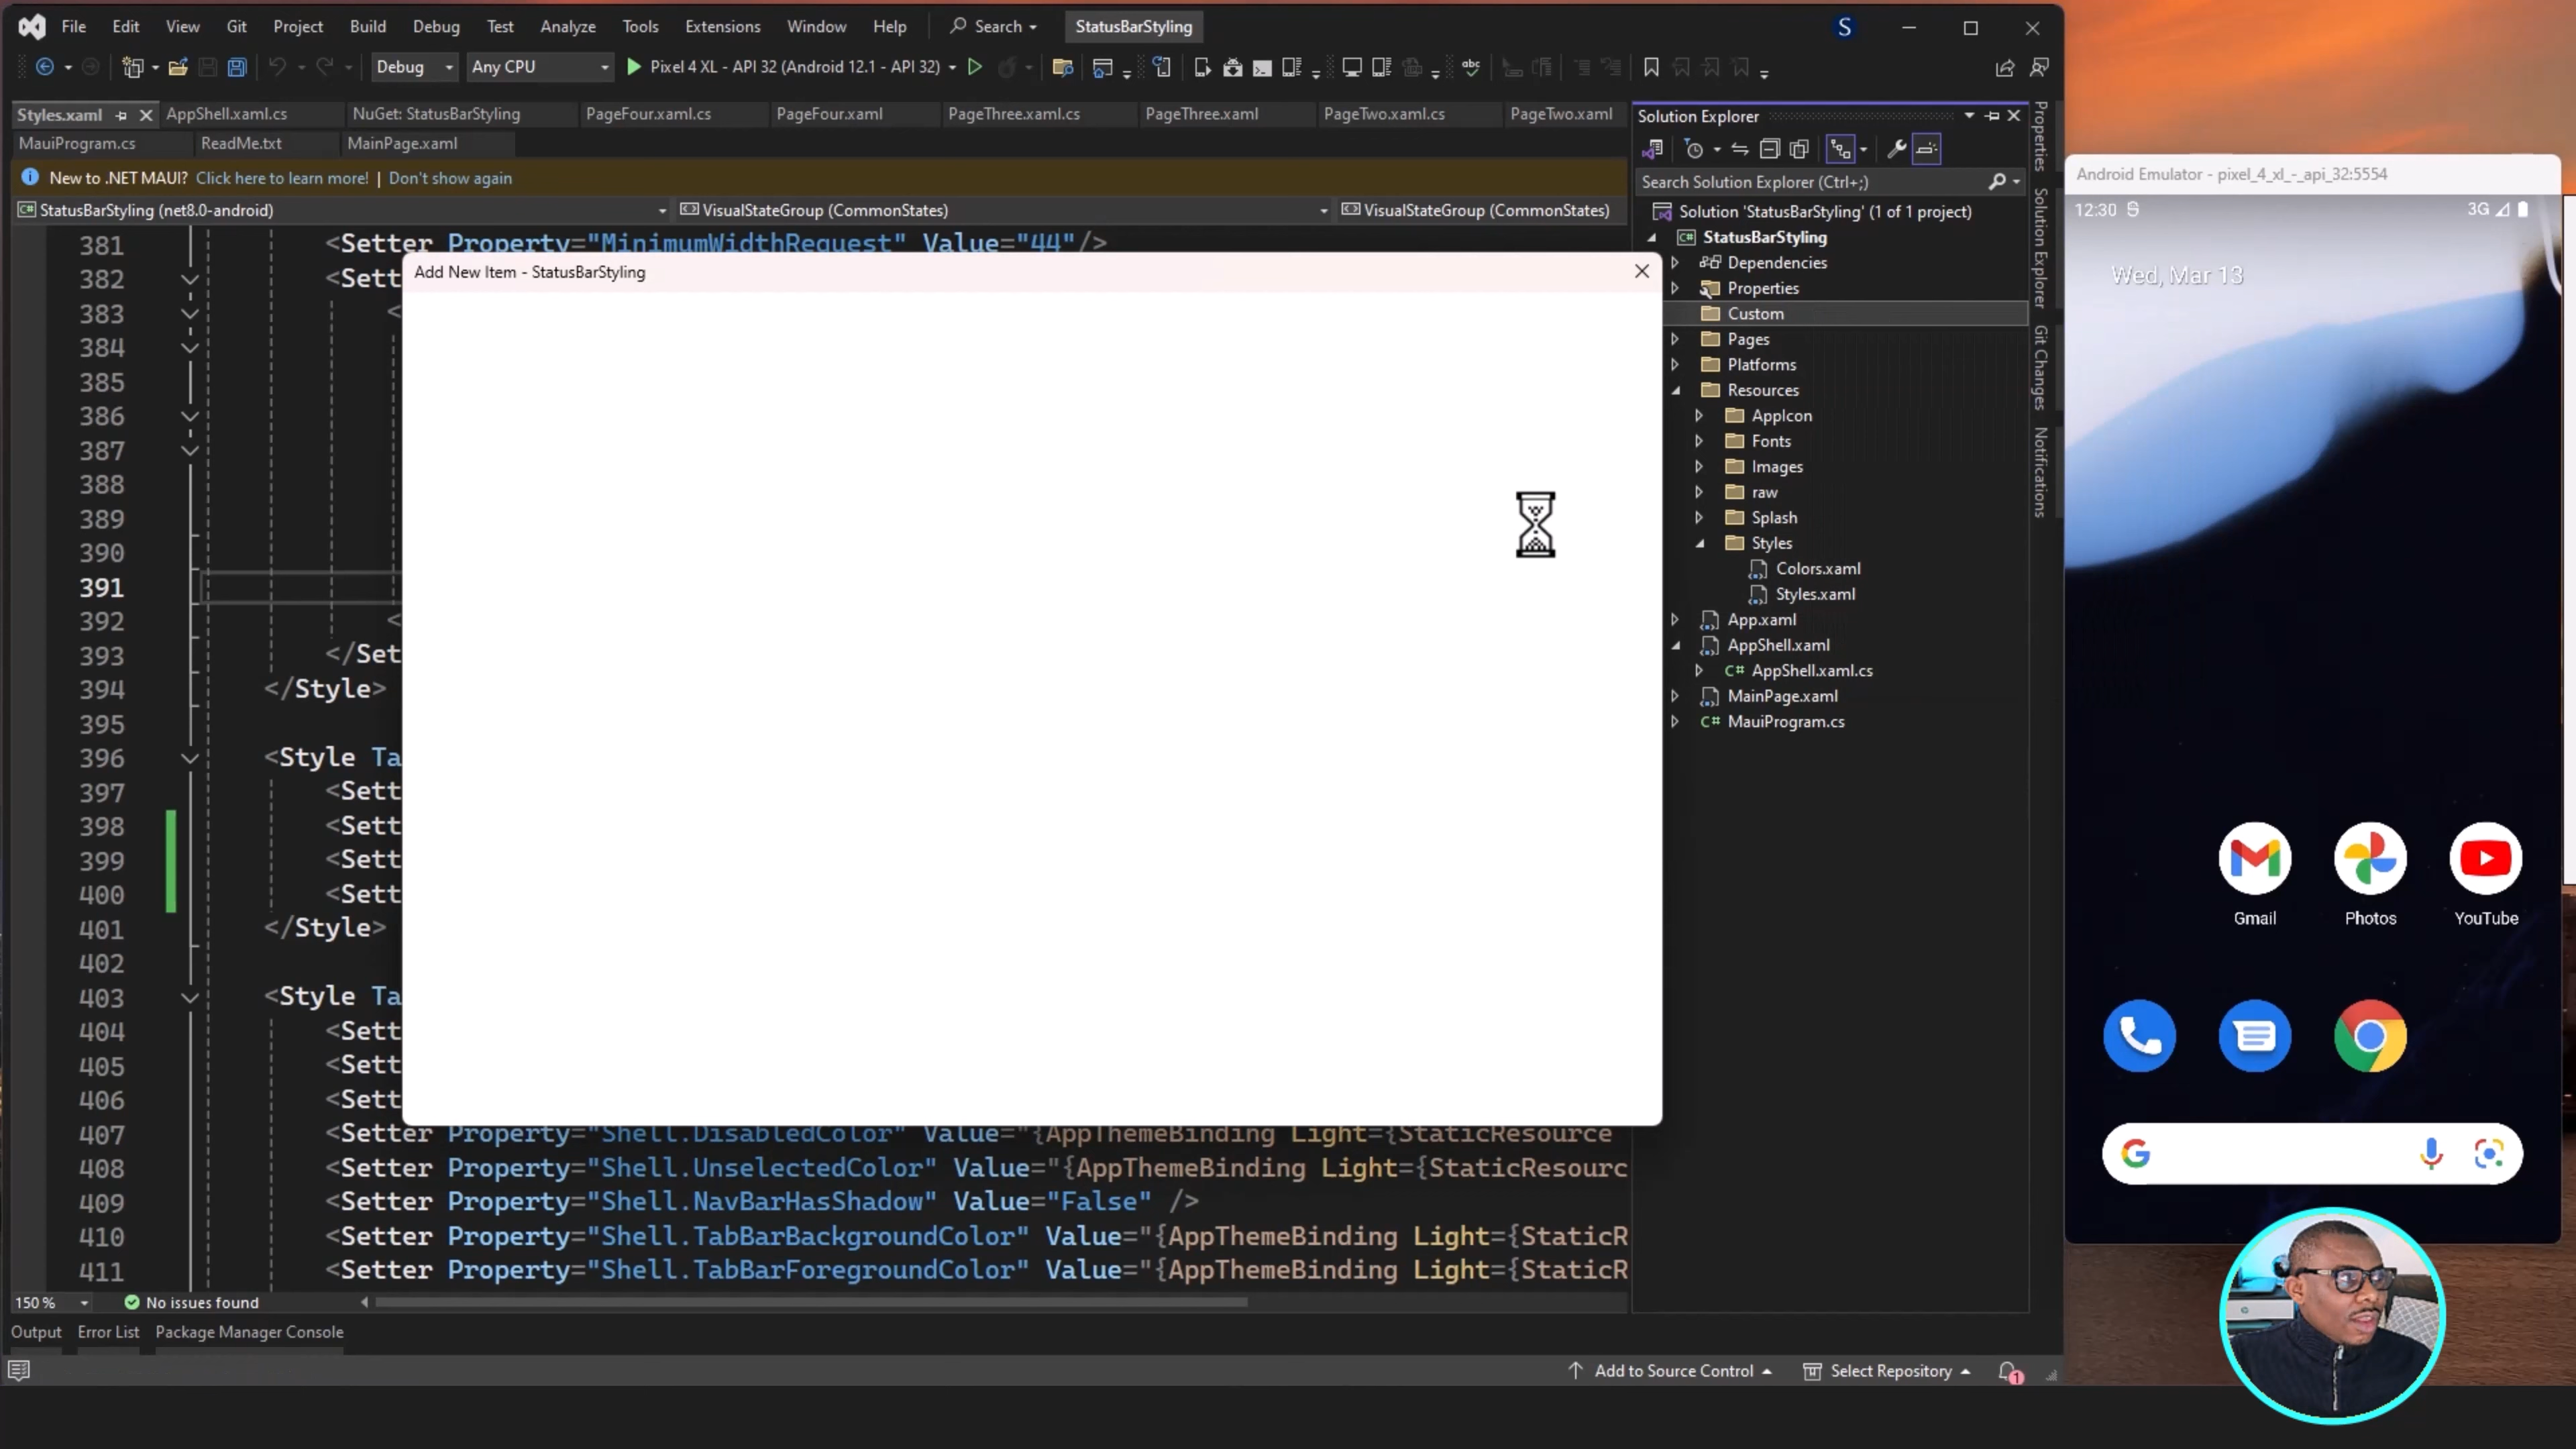 File Edit View Git Project Build Debug Test Analyze Tools Extensions Window Help Search StatusBarStyling S
Debug Any CPU Pixel 4 XL - API 32 (Android 12.1 - API 32)
Styles.xaml AppShell.xaml.cs NuGet: StatusBarStyling PageFour.xaml.cs PageFour.xaml PageThree.xaml.cs PageThree.xaml PageTwo.xaml.cs PageTwo.xaml
MauiProgram.cs ReadMe.txt MainPage.xaml
New to .NET MAUI? Click here to learn more! | Don't show again
StatusBarStyling (net8.0-android) VisualStateGroup (CommonStates) VisualStateGroup (CommonStates)
381 <Setter Property="MinimumWidthRequest" Value="44"/>
382 <Sett
383 <
384
385
386
387
388
389
390
391
392 <
393 </Set
394 </Style>
395
396 <Style Ta
397 <Sett
398 <Sett
399 <Sett
400 <Sett
401 </Style>
402
403 <Style Ta
404 <Sett
405 <Sett
406 <Sett
407 <Setter Property="Shell.DisabledColor" Value="{AppThemeBinding Light={StaticResource
408 <Setter Property="Shell.UnselectedColor" Value="{AppThemeBinding Light={StaticResourc
409 <Setter Property="Shell.NavBarHasShadow" Value="False" />
410 <Setter Property="Shell.TabBarBackgroundColor" Value="{AppThemeBinding Light={StaticR
411 <Setter Property="Shell.TabBarForegroundColor" Value="{AppThemeBinding Light={StaticR
Add New Item - StatusBarStyling
150 % No issues found
Output Error List Package Manager Console
Add to Source Control Select Repository 1
Solution Explorer
Search Solution Explorer (Ctrl+;)
Solution 'StatusBarStyling' (1 of 1 project)
StatusBarStyling
Dependencies
Properties
Custom
Pages
Platforms
Resources
AppIcon
Fonts
Images
raw
Splash
Styles
Colors.xaml
Styles.xaml
App.xaml
AppShell.xaml
C# AppShell.xaml.cs
MainPage.xaml
C# MauiProgram.cs
Properties
Solution Explorer
Git Changes
Notifications
Android Emulator - pixel_4_xl_-_api_32:5554
12:30 3G
Wed, Mar 13
Gmail Photos YouTube